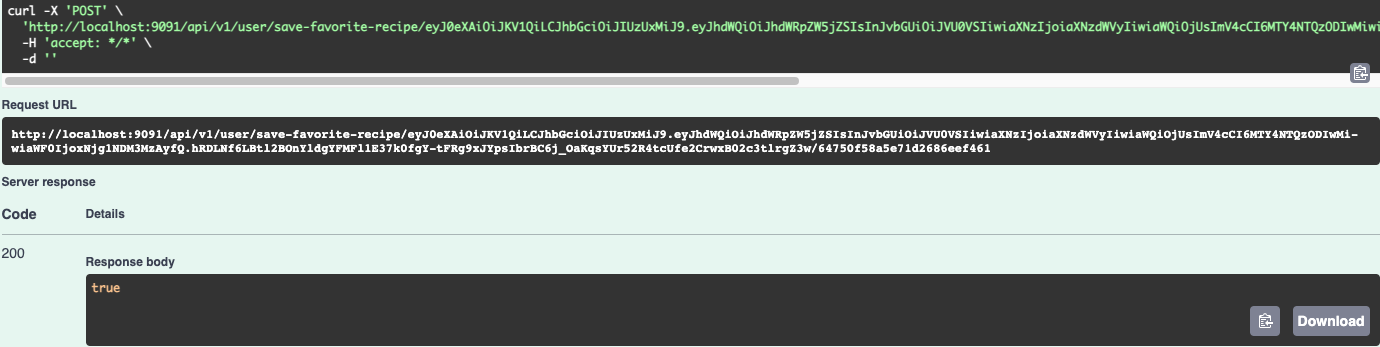 curl -X 'POST' \
'http://localhost:9091/api/v1/user/save-favorite-recipe/eyJ0eXAiOiJKV1QiLCJhbGciOiJIUzUxMiJ9.eyJhdWQiOiJhdWRpZW5jZSIsInJvbGUiOiJVU0VSIiwiaXNzIjoiaXNzdWVyIiwiaWQiOjUsImV4cCI6MTY4NTQzODIwMiwi
-H 'accept: */*' \
-d ''
Request URL
http://localhost:9091/api/v1/user/save-favorite-recipe/eyJ0eXAiOiJKV1QiLCJhbGciOiJIUzUxMiJ9.eyJhdWQiOiJhdWRpZW5jZSIsInJvbGUiOiJVU0VSIiwiaXNzIjoiaXNzdWVyIiwiaWQiOjUsImV4cCI6MTY4NTQzODIwMi-
wiaWF0IjoxNjg1NDM3MzAyfQ.hRDLNf6LBtl2BOnYldgYFMFl1E37k0fgY-tFRg9xJYpsIbrBC6j_OaKqsYUr52R4tcUfe2CrwxB02c3tlrgZ3w/64750f58a5e71d2686eef461
Server response
Code
Details
200
Response body
true
Download